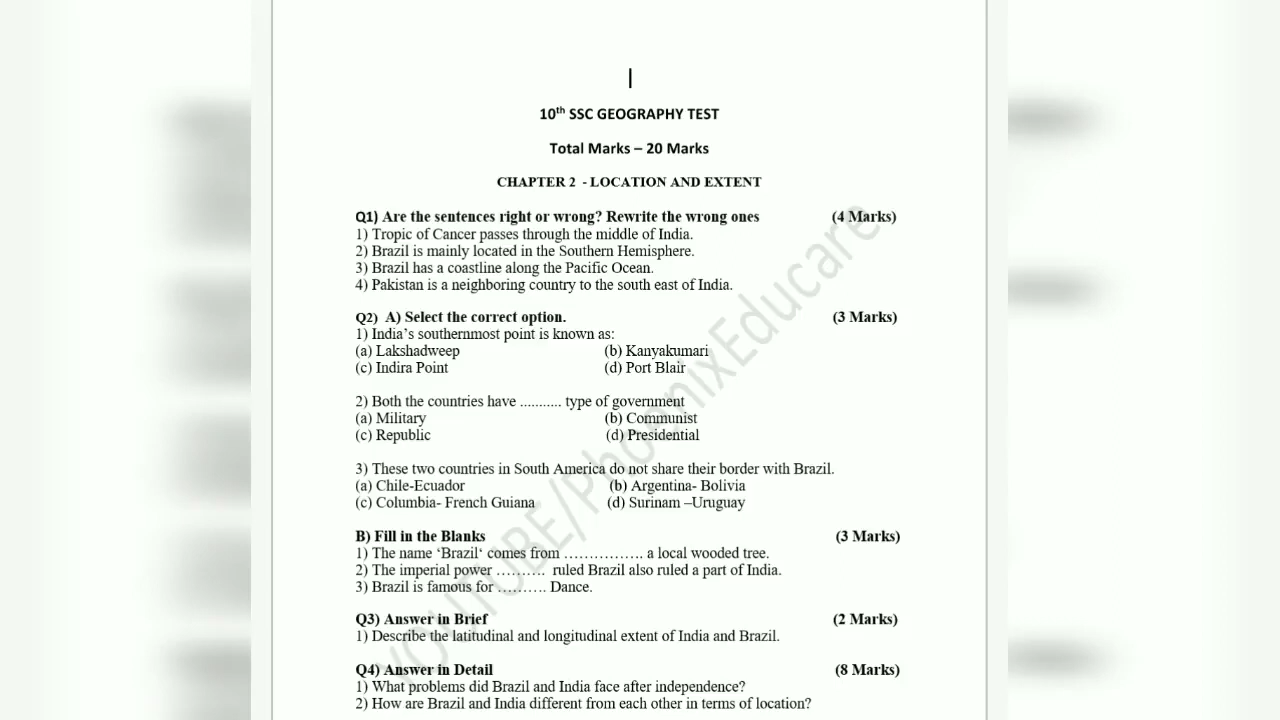 10th SSC GEOGRAPHY TEST
Total Marks – 20 Marks
CHAPTER 2 - LOCATION AND EXTENT
Q1) Are the sentences right or wrong? Rewrite the wrong ones (4 Marks)
1) Tropic of Cancer passes through the middle of India.
2) Brazil is mainly located in the Southern Hemisphere.
3) Brazil has a coastline along the Pacific Ocean.
4) Pakistan is a neighboring country to the south east of India.
Q2) A) Select the correct option. (3 Marks)
1) India's southernmost point is known as:
(a) Lakshadweep (b) Kanyakumari
(c) Indira Point (d) Port Blair
2) Both the countries have ........... type of government
(a) Military (b) Communist
(c) Republic (d) Presidential
3) These two countries in South America do not share their border with Brazil.
(a) Chile-Ecuador (b) Argentina- Bolivia
(c) Columbia- French Guiana (d) Surinam –Uruguay
B) Fill in the Blanks (3 Marks)
1) The name ‘Brazil‘ comes from ……………. a local wooded tree.
2) The imperial power ………. ruled Brazil also ruled a part of India.
3) Brazil is famous for ………. Dance.
Q3) Answer in Brief (2 Marks)
1) Describe the latitudinal and longitudinal extent of India and Brazil.
Q4) Answer in Detail (8 Marks)
1) What problems did Brazil and India face after independence?
2) How are Brazil and India different from each other in terms of location?
YOUTUBE/PhoenixEducare